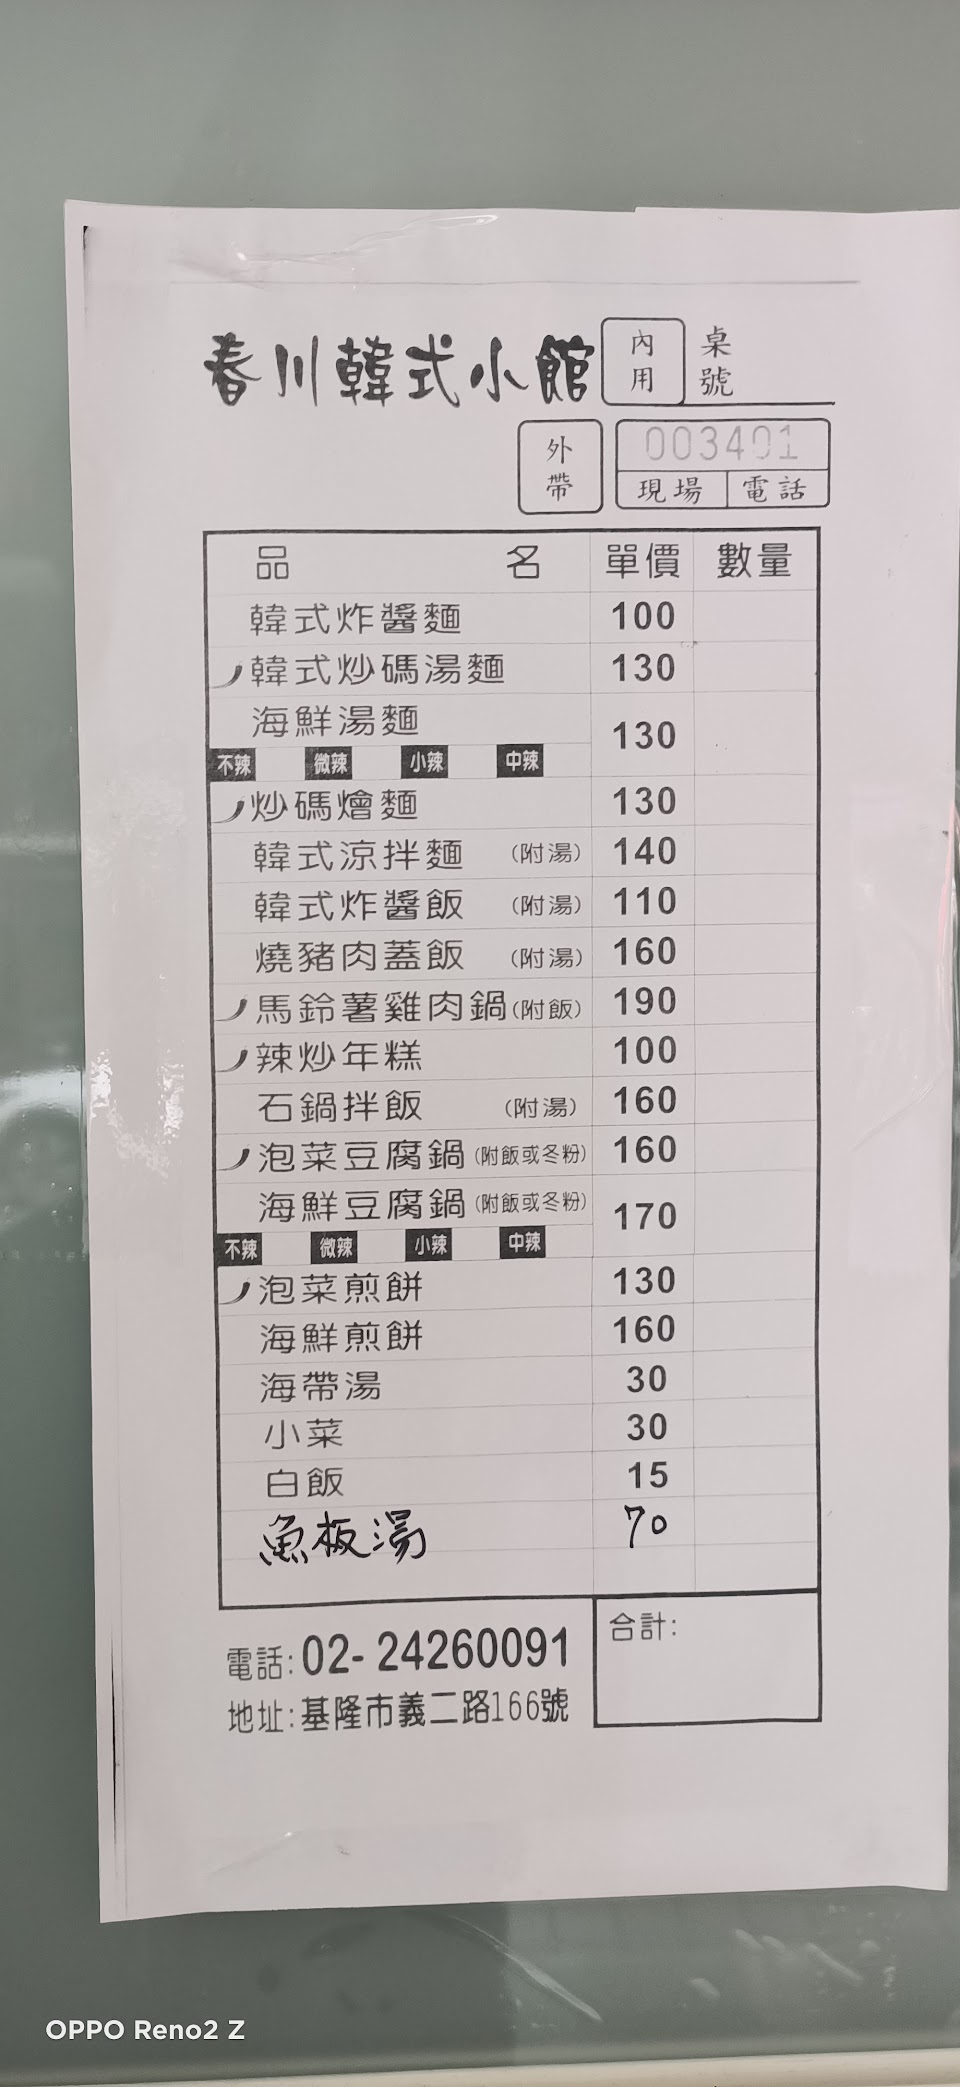 春川韓式小館 內用 桌號
外帶 003401
現場 電話
品名 單價 數量
韓式炸醬麵 100
韓式炒碼湯麵 130
海鮮湯麵 130
不辣 微辣 小辣 中辣
炒碼燴麵 130
韓式涼拌麵 (附湯) 140
韓式炸醬飯 (附湯) 110
燒豬肉蓋飯 (附湯) 160
馬鈴薯雞肉鍋(附飯) 190
辣炒年糕 100
石鍋拌飯 (附湯) 160
泡菜豆腐鍋(附飯或冬粉) 160
海鮮豆腐鍋(附飯或冬粉) 170
不辣 微辣 小辣 中辣
泡菜煎餅 130
海鮮煎餅 160
海帶湯 30
小菜 30
白飯 15
魚板湯 70
合計:
電話:02-24260091
地址:基隆市義二路166號
OPPO Reno2 Z